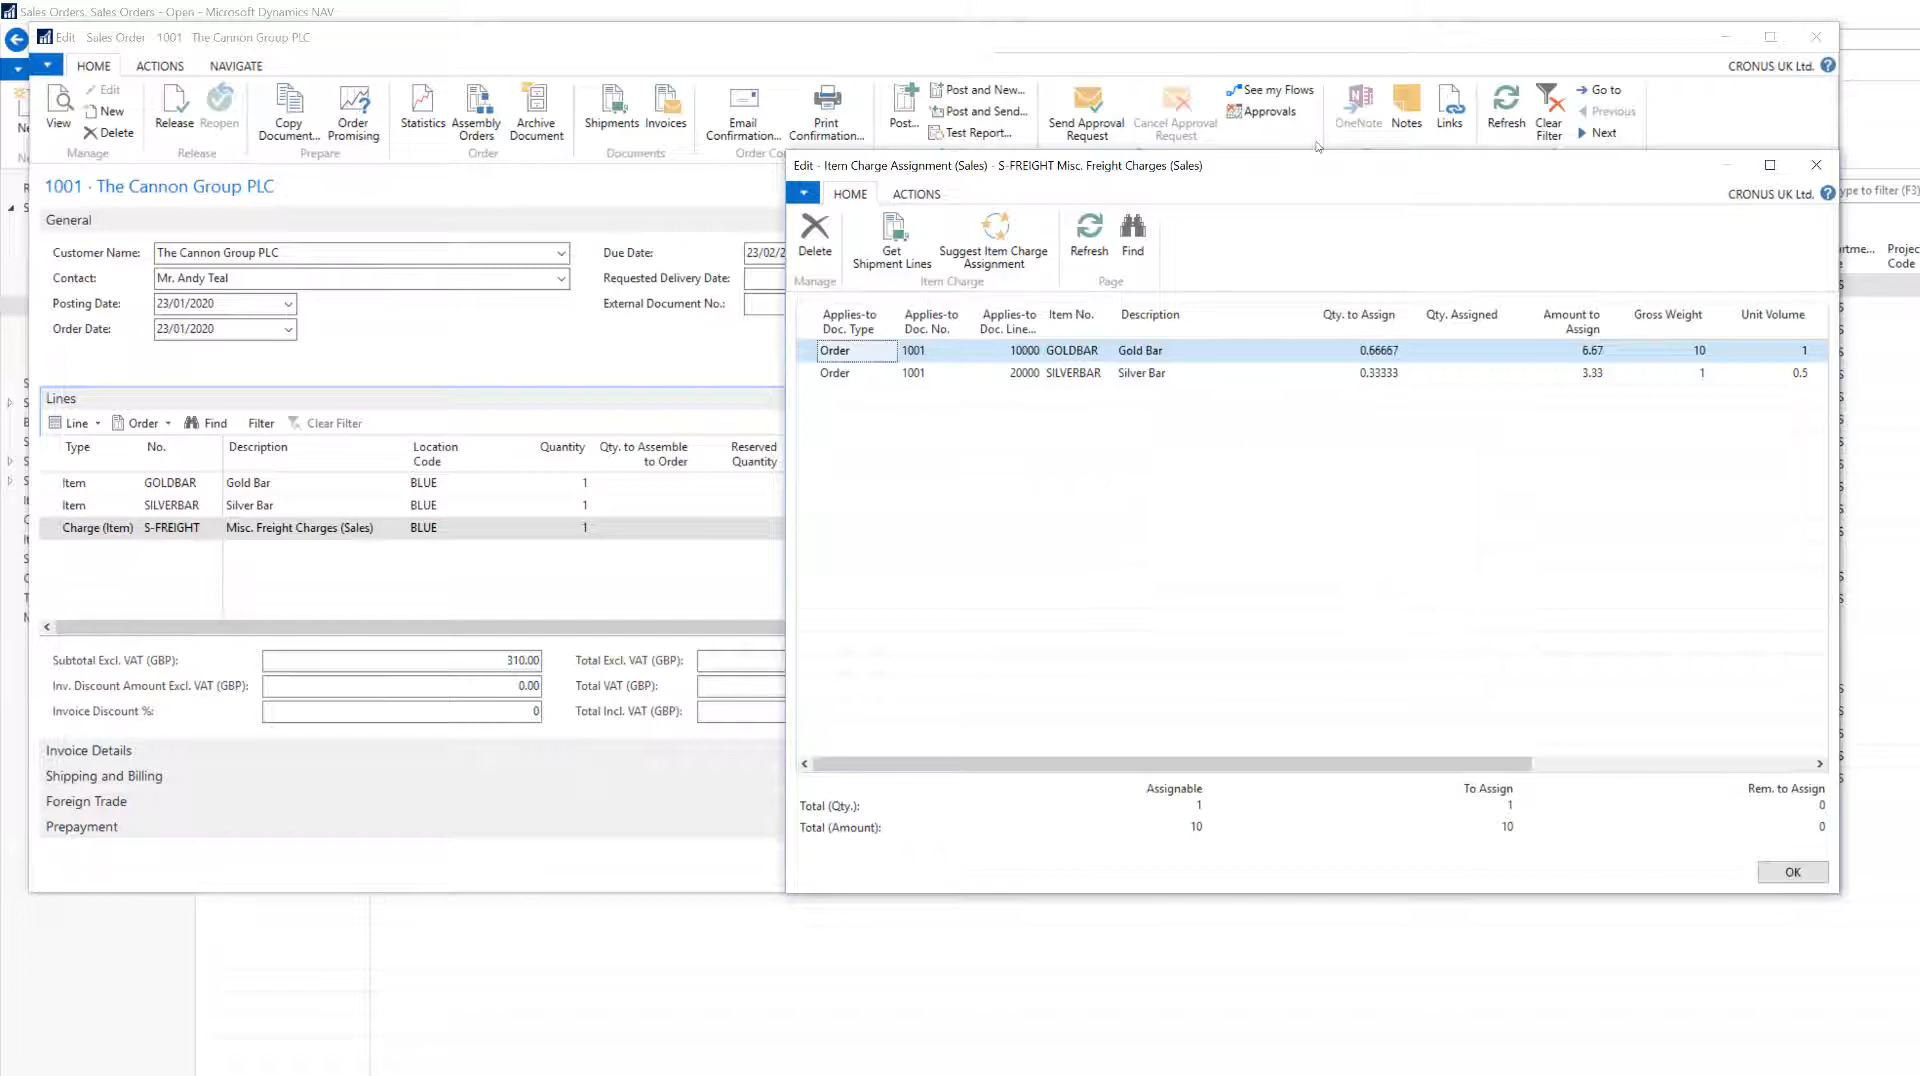 Sales Orders, Sales Orders - Open - Microsoft Dynamics NAV
Edit Sales Order 1001 The Cannon Group PLC
HOME ACTIONS NAVIGATE CRONUS UK Ltd.
View
Edit
New
Delete
Manage
Release Reopen
Release
Copy Document...
Order Promising
Prepare
Statistics
Assembly Orders
Archive Document
Order
Shipments Invoices
Documents
Email Confirmation...
Print Confirmation...
Order Co
Post...
Post and New...
Post and Send...
Test Report...
Send Approval Request
Cancel Approval Request
See my Flows
Approvals
OneNote Notes Links
Refresh
Clear Filter
Go to
Previous
Next
1001 · The Cannon Group PLC
General
Customer Name: The Cannon Group PLC
Contact: Mr. Andy Teal
Posting Date: 23/01/2020
Order Date: 23/01/2020
Due Date: 23/02/2
Requested Delivery Date:
External Document No.:
Lines
Line Order Find Filter Clear Filter
Type No. Description Location Code Quantity Qty. to Assemble to Order Reserved Quantity
Item GOLDBAR Gold Bar BLUE 1
Item SILVERBAR Silver Bar BLUE 1
Charge (Item) S-FREIGHT Misc. Freight Charges (Sales) BLUE 1
Subtotal Excl. VAT (GBP): 310.00 Total Excl. VAT (GBP):
Inv. Discount Amount Excl. VAT (GBP): 0.00 Total VAT (GBP):
Invoice Discount %: 0 Total Incl. VAT (GBP):
Invoice Details
Shipping and Billing
Foreign Trade
Prepayment
Edit - Item Charge Assignment (Sales) - S-FREIGHT Misc. Freight Charges (Sales)
HOME ACTIONS CRONUS UK Ltd.
Delete
Manage
Get Shipment Lines
Suggest Item Charge Assignment
Item Charge
Refresh Find
Page
Applies-to Doc. Type Applies-to Doc. No. Applies-to Doc. Line... Item No. Description Qty. to Assign Qty. Assigned Amount to Assign Gross Weight Unit Volume
Order 1001 10000 GOLDBAR Gold Bar 0.66667 6.67 10 1
Order 1001 20000 SILVERBAR Silver Bar 0.33333 3.33 1 0.5
Assignable To Assign Rem. to Assign
Total (Qty.): 1 1 0
Total (Amount): 10 10 0
OK
ype to filter (F3)
rtme... Projec
Code